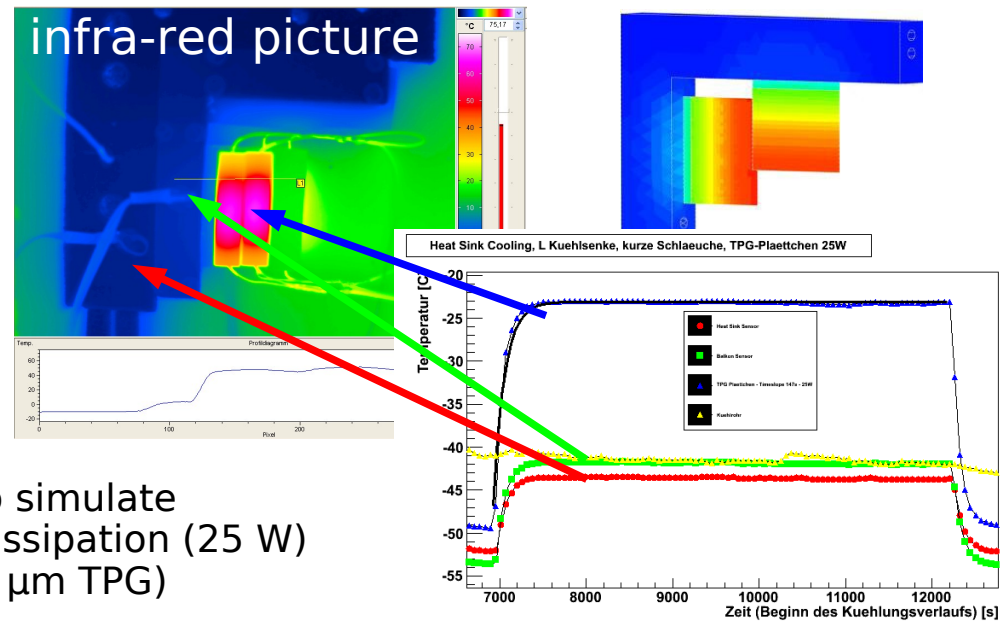 infra-red picture
°C
75,17
70
60
50
40
30
20
10
L1
Temp.
Profildiagramm
60
40
20
0
-20
0
100
200
Pixel
Heat Sink Cooling, L Kuehlsenke, kurze Schlaeuche, TPG-Plaettchen 25W
Temperatur [C
-20
-25
-30
-35
-40
-45
-50
-55
Heat Sink Sensor
Balkon Sensor
TPG Plaettchen - Timeslope 147s - 25W
Kuehlrohr
7000
8000
9000
10000
11000
12000
Zeit (Beginn des Kuehlungsverlaufs) [s]
simulate
ssipation (25 W)
µm TPG)